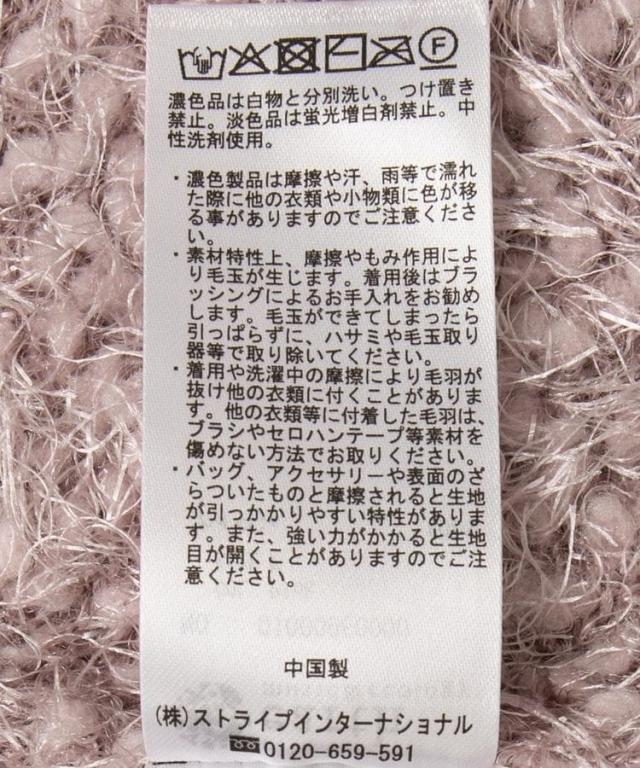 F
濃色品は白物と分別洗い。つけ置き
禁止。淡色品は蛍光増白剤禁止。中
性洗剤使用。
・濃色製品は摩擦や汗、雨等で濡れ
た際に他の衣類や小物類に色が移
る事がありますのでご注意くださ
い。
・素材特性上、摩擦やもみ作用によ
り毛玉が生じます。着用後はブラ
ッシングによるお手入れをお勧め
します。毛玉ができてしまったら
引っぱらずに、ハサミや毛玉取り
器等で取り除いてください。
・着用や洗濯中の摩擦により毛羽が
抜け他の衣類に付くことがありま
す。他の衣類等に付着した毛羽は、
ブラシやセロハンテープ等素材を
傷めない方法でお取りください。
・バッグ、アクセサリーや表面のざ
らついたものと摩擦されると生地
が引っかかりやすい特性がありま
す。また、強い力がかかると生地
目が開くことがありますのでご注
意ください。
中国製
(株)ストライプインターナショナル
0120-659-591